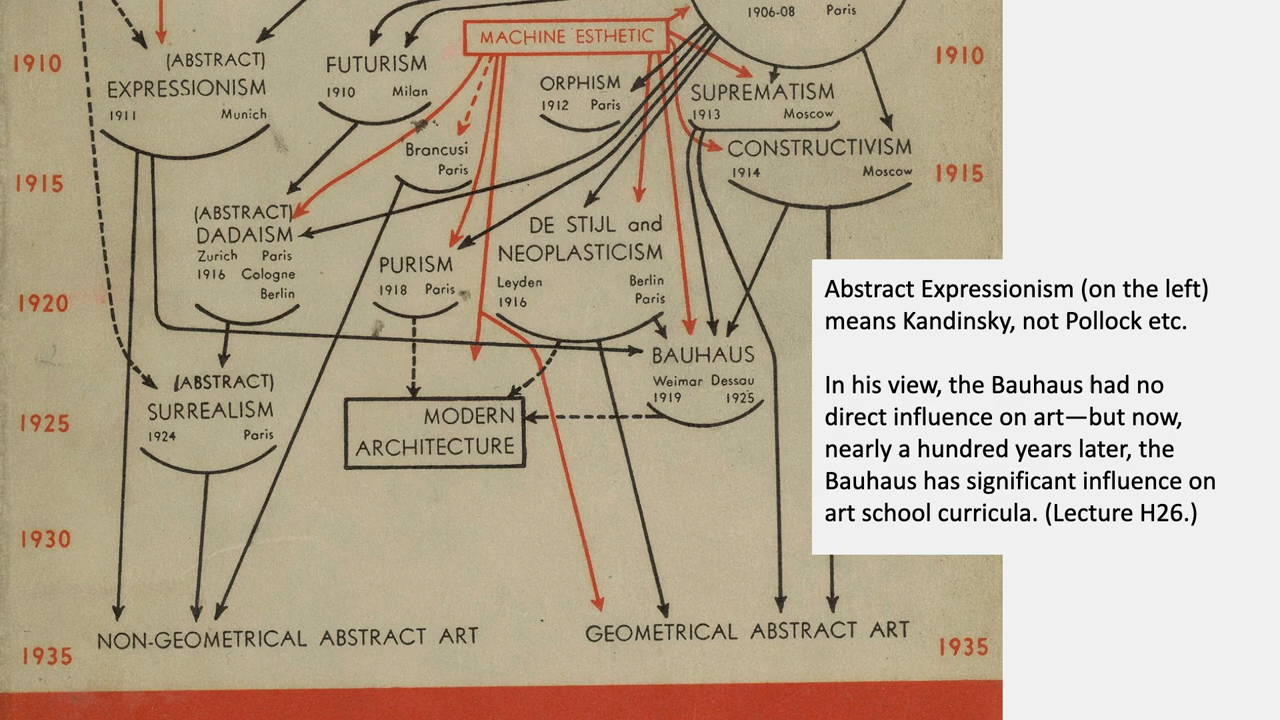 1906-08 Paris
MACHINE ESTHETIC
1910
(ABSTRACT)
EXPRESSIONISM
1911 Munich
FUTURISM
1910 Milan
ORPHISM
1912 Paris
SUPREMATISM
1913 Moscow
1910
Brancusi
Paris
CONSTRUCTIVISM
1914 Moscow
1915
1915
(ABSTRACT)
DADAISM
Zurich Paris
1916 Cologne
Berlin
PURISM
1918 Paris
DE STIJL and
NEOPLASTICISM
Leyden Berlin
1916 Paris
1920
BAUHAUS
Weimar Dessau
1919 1925
(ABSTRACT)
SURREALISM
1924 Paris
MODERN
ARCHITECTURE
1925
1930
NON-GEOMETRICAL ABSTRACT ART
GEOMETRICAL ABSTRACT ART
1935
1935
Abstract Expressionism (on the left)
means Kandinsky, not Pollock etc.
In his view, the Bauhaus had no
direct influence on art—but now,
nearly a hundred years later, the
Bauhaus has significant influence on
art school curricula. (Lecture H26.)